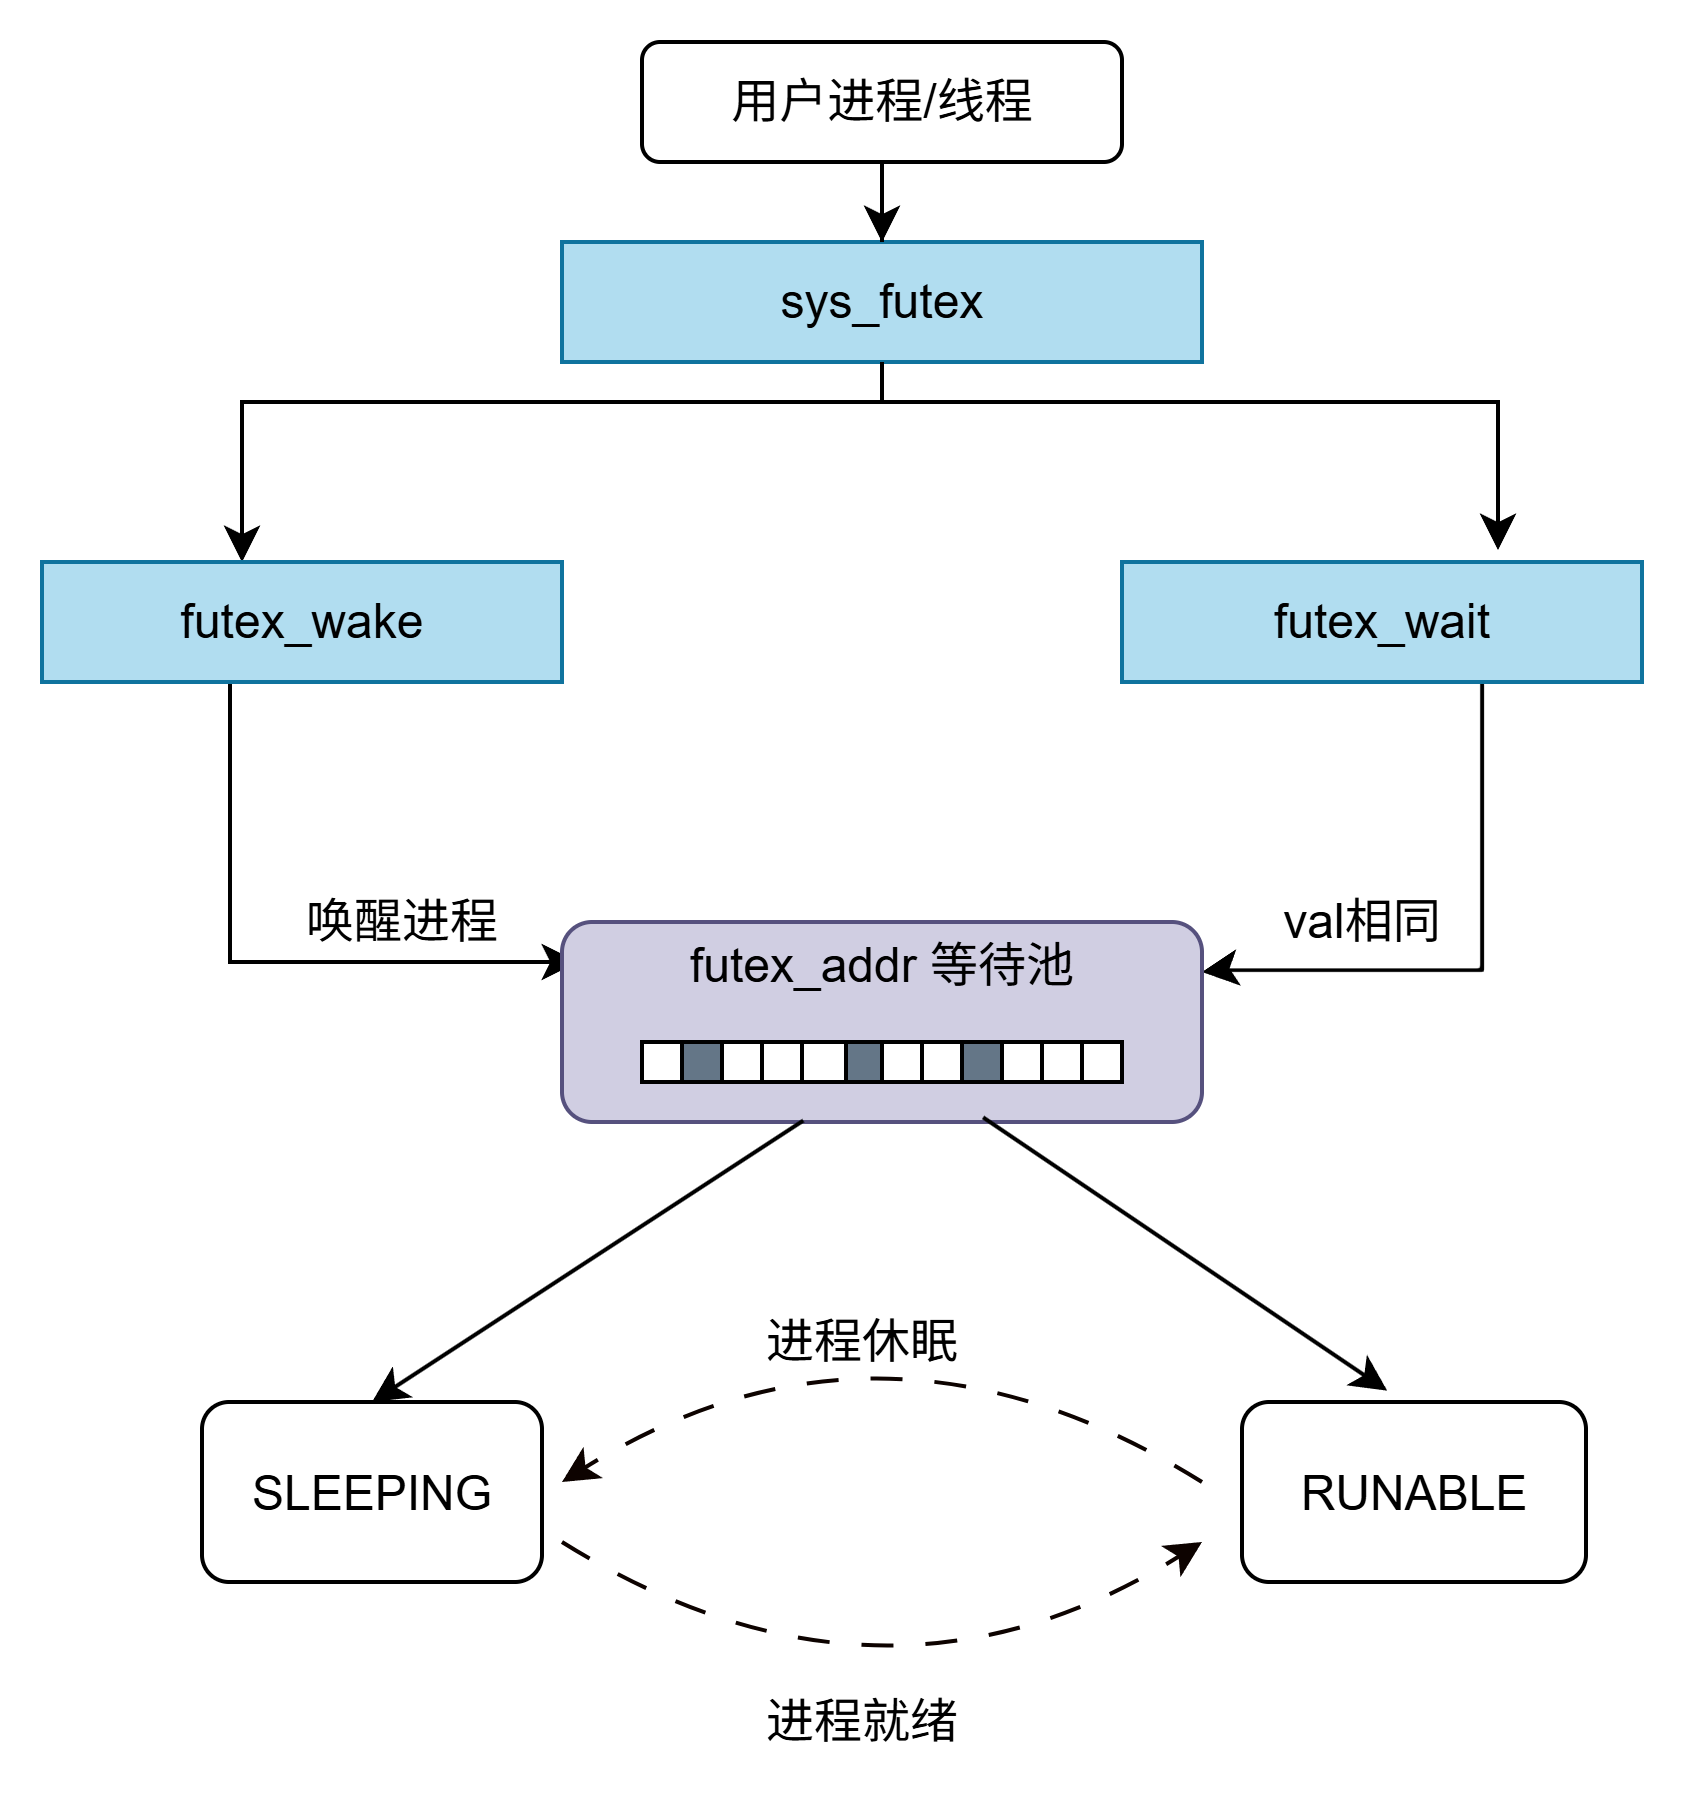 用户进程/线程
sys_futex
futex_wake
futex_wait
唤醒进程
val相同
futex_addr 等待池
进程休眠
SLEEPING
RUNABLE
进程就绪